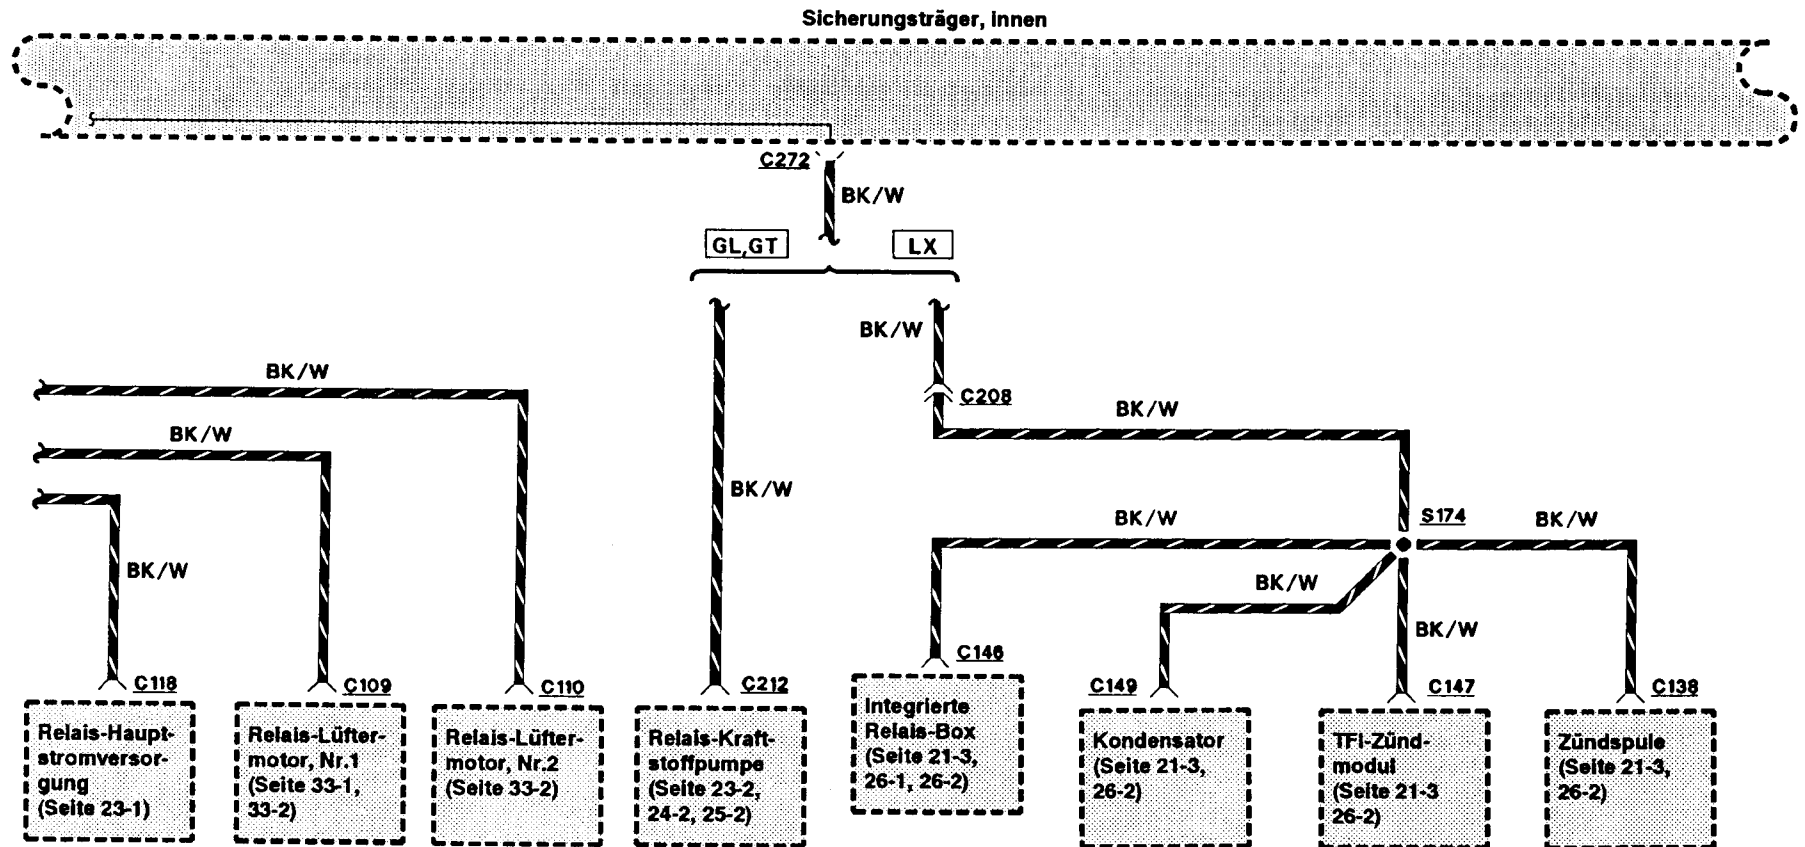 Sicherungsträger, innen
C272
BK/W
GL,GT
LX
BK/W
C208
BK/W
BK/W
BK/W
BK/W
BK/W
S174
BK/W
BK/W
BK/W
BK/W
BK/W
C118
C109
C110
C212
C146
C149
C147
C138
Relais-Haupt-
stromversor-
gung
(Seite 23-1)
Relais-Lüfter-
motor, Nr.1
(Seite 33-1,
33-2)
Relais-Lüfter-
motor, Nr.2
(Seite 33-2)
Relais-Kraft-
stoffpumpe
(Seite 23-2,
24-2, 25-2)
Integrierte
Relais-Box
(Seite 21-3,
26-1, 26-2)
Kondensator
(Seite 21-3,
26-2)
TFI-Zünd-
modul
(Seite 21-3
26-2)
Zündspule
(Seite 21-3,
26-2)